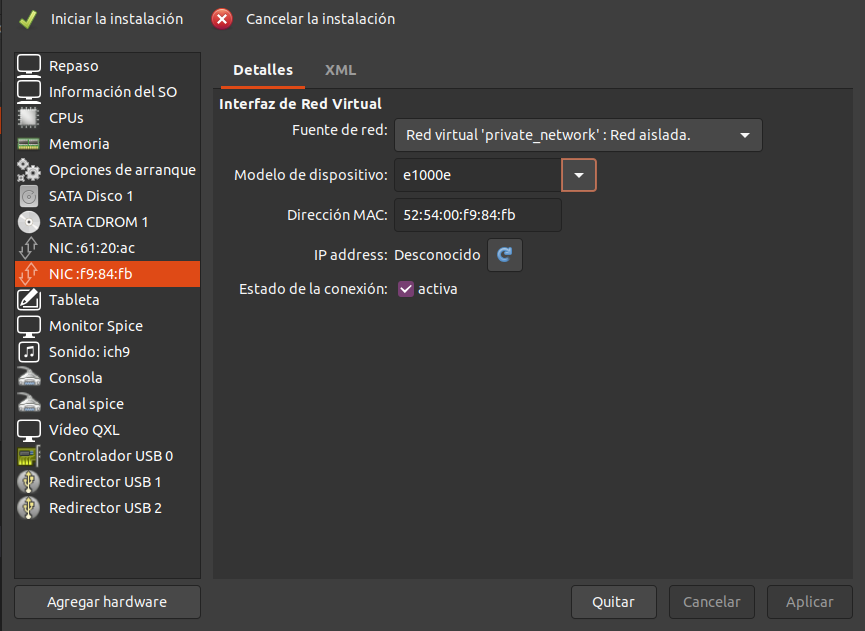 Iniciar la instalación
Cancelar la instalación
Repaso
Información del SO
CPUs
Memoria
Opciones de arranque
SATA Disco 1
SATA CDROM 1
NIC :61:20:ac
NIC :f9:84:fb
Tableta
Monitor Spice
Sonido: ich9
Consola
Canal spice
Vídeo QXL
Controlador USB 0
Redirector USB 1
Redirector USB 2
Agregar hardware
Detalles
XML
Interfaz de Red Virtual
Fuente de red: Red virtual 'private_network' : Red aislada.
Modelo de dispositivo: e1000e
Dirección MAC: 52:54:00:f9:84:fb
IP address: Desconocido
Estado de la conexión: activa
Quitar
Cancelar
Aplicar